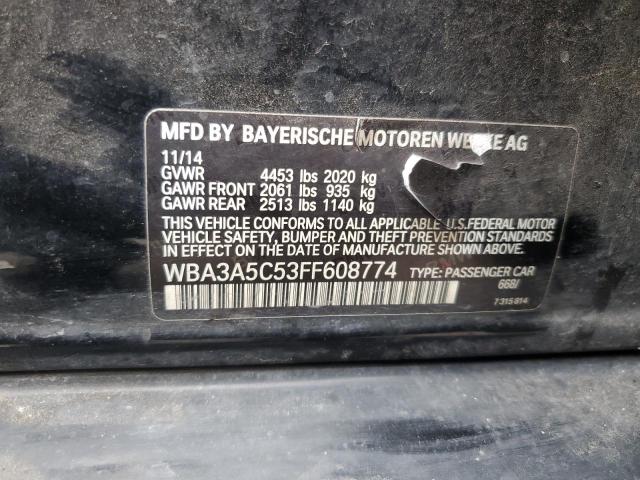 MFD BY BAYERISCHE MOTOREN WERKE AG
11/14
GVWR 4453 lbs 2020 kg
GAWR FRONT 2061 lbs 935 kg
GAWR REAR 2513 lbs 1140 kg
THIS VEHICLE CONFORMS TO ALL APPLICABLE U.S.FEDERAL MOTOR
VEHICLE SAFETY, BUMPER AND THEFT PREVENTION STANDARDS
IN EFFECT ON THE DATE OF MANUFACTURE SHOWN ABOVE.
WBA3A5C53FF608774 TYPE: PASSENGER CAR
668/
7 315 814